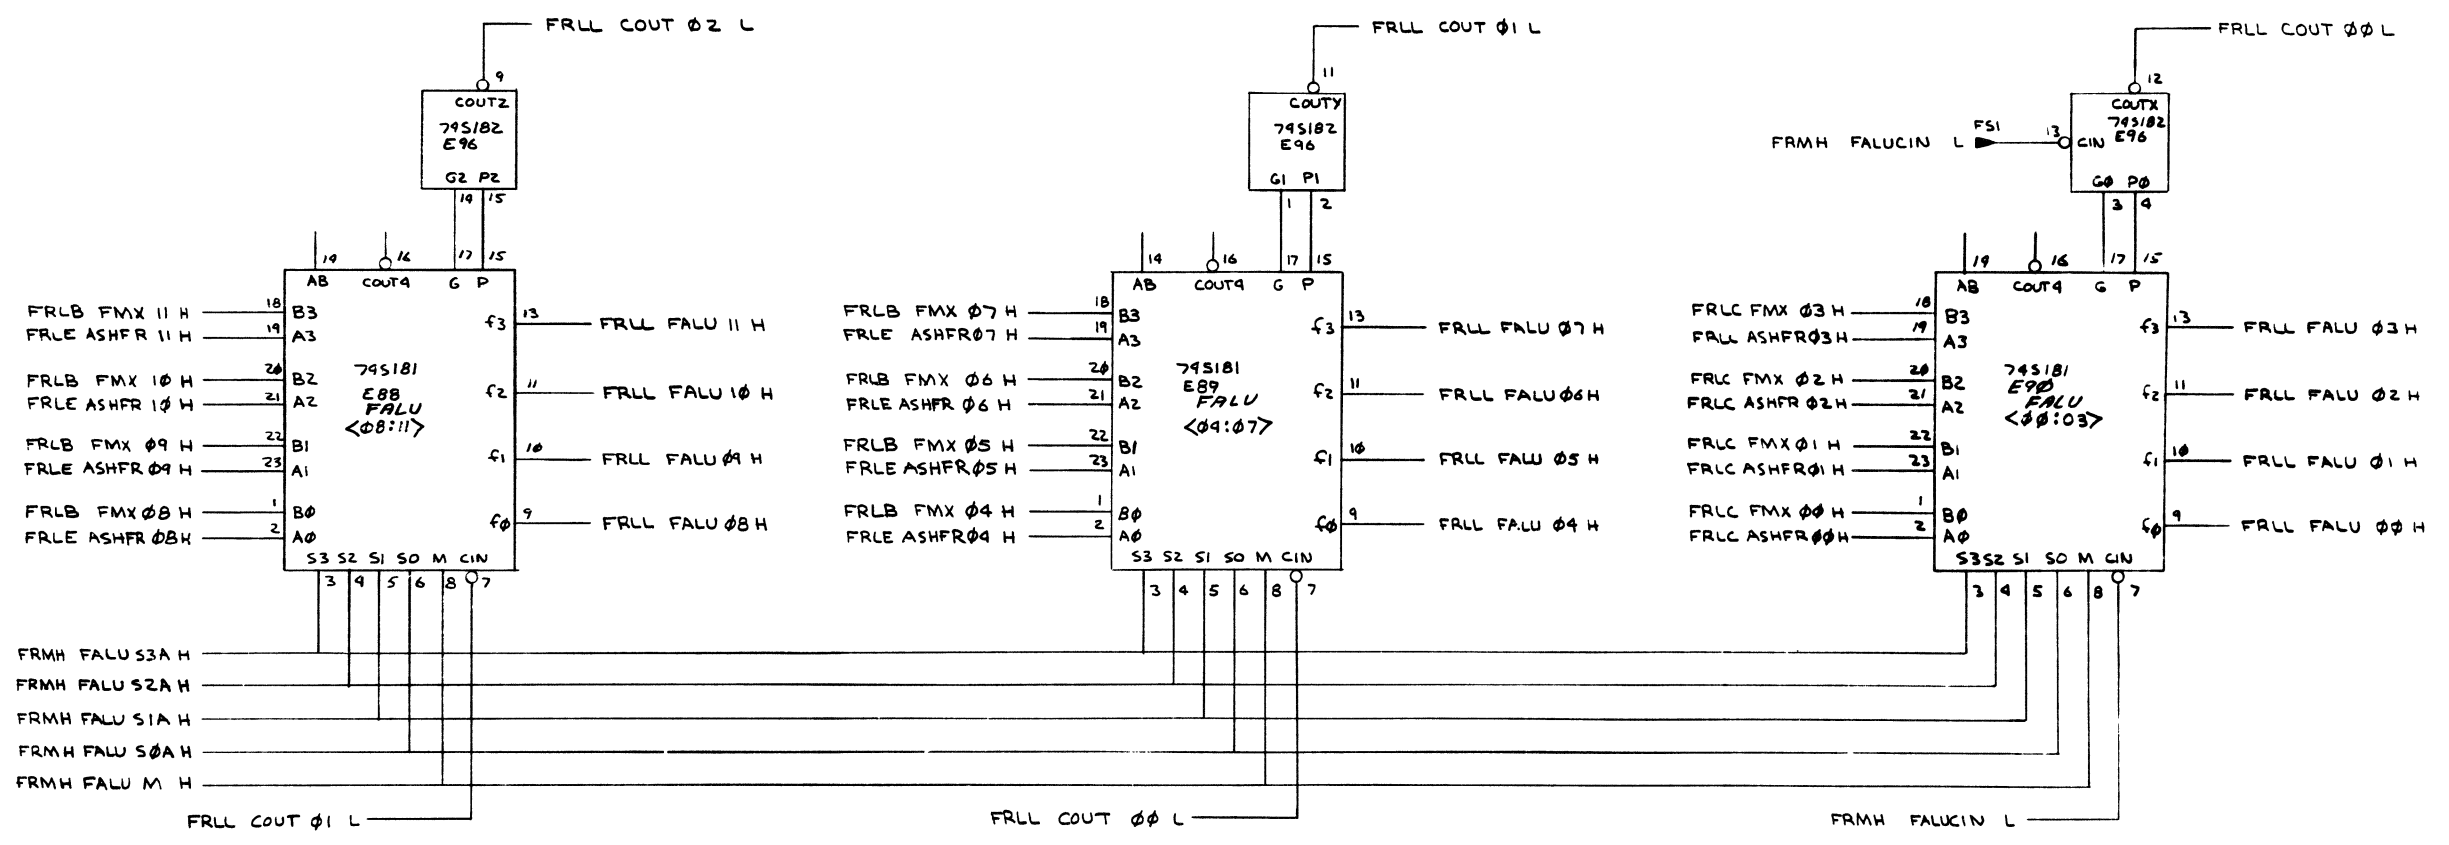 FRLL COUT Ø2 L
FRLL COUT Ø1 L
FRLL COUT ØØ L
9
11
12
COUTZ
74S182
E96
G2 P2
14 15
COUTY
74S182
E96
G1 P1
1 2
COUTX
74S182
E96
CIN
GØ PØ
3 4
FRMH FALUCIN L FS1 13
14 16 17 15
AB COUT4 G P
FRLB FMX 11 H 18 B3
FRLE ASHFR 11 H 19 A3
FRLB FMX 1Ø H 2Ø B2
FRLE ASHFR 1Ø H 21 A2
FRLB FMX Ø9 H 22 B1
FRLE ASHFR Ø9 H 23 A1
FRLB FMX Ø8 H 1 BØ
FRLE ASHFR Ø8H 2 AØ
74S181
E88
FALU
<Ø8:11>
f3 13 FRLL FALU 11 H
f2 11 FRLL FALU 1Ø H
f1 1Ø FRLL FALU Ø9 H
fØ 9 FRLL FALU Ø8 H
S3 S2 S1 S0 M CIN
3 4 5 6 8 7
14 16 17 15
AB COUT4 G P
FRLB FMX Ø7 H 18 B3
FRLE ASHFRØ7 H 19 A3
FRLB FMX Ø6 H 2Ø B2
FRLE ASHFR Ø6 H 21 A2
FRLB FMX Ø5 H 22 B1
FRLE ASHFRØ5 H 23 A1
FRLB FMX Ø4 H 1 BØ
FRLE ASHFRØ4 H 2 AØ
74S181
E89
FALU
<Ø4:Ø7>
f3 13 FRLL FALU Ø7 H
f2 11 FRLL FALU Ø6H
f1 1Ø FRLL FALU Ø5 H
fØ 9 FRLL FALU Ø4 H
S3 S2 S1 S0 M CIN
3 4 5 6 8 7
14 16 17 15
AB COUT4 G P
FRLC FMX Ø3 H 18 B3
FRLL ASHFRØ3 H 19 A3
FRLC FMX Ø2 H 2Ø B2
FRLC ASHFR Ø2 H 21 A2
FRLC FMX Ø1 H 22 B1
FRLC ASHFRØ1 H 23 A1
FRLC FMX ØØ H 1 BØ
FRLC ASHFRØØ H 2 AØ
74S181
E9Ø
FALU
<ØØ:Ø3>
f3 13 FRLL FALU Ø3 H
f2 11 FRLL FALU Ø2 H
f1 1Ø FRLL FALU Ø1 H
fØ 9 FRLL FALU ØØ H
S3 S2 S1 S0 M CIN
3 4 5 6 8 7
FRMH FALU S3A H
FRMH FALU S2A H
FRMH FALU S1A H
FRMH FALU SØA H
FRMH FALU M H
FRLL COUT Ø1 L
FRLL COUT ØØ L
FRMH FALUCIN L